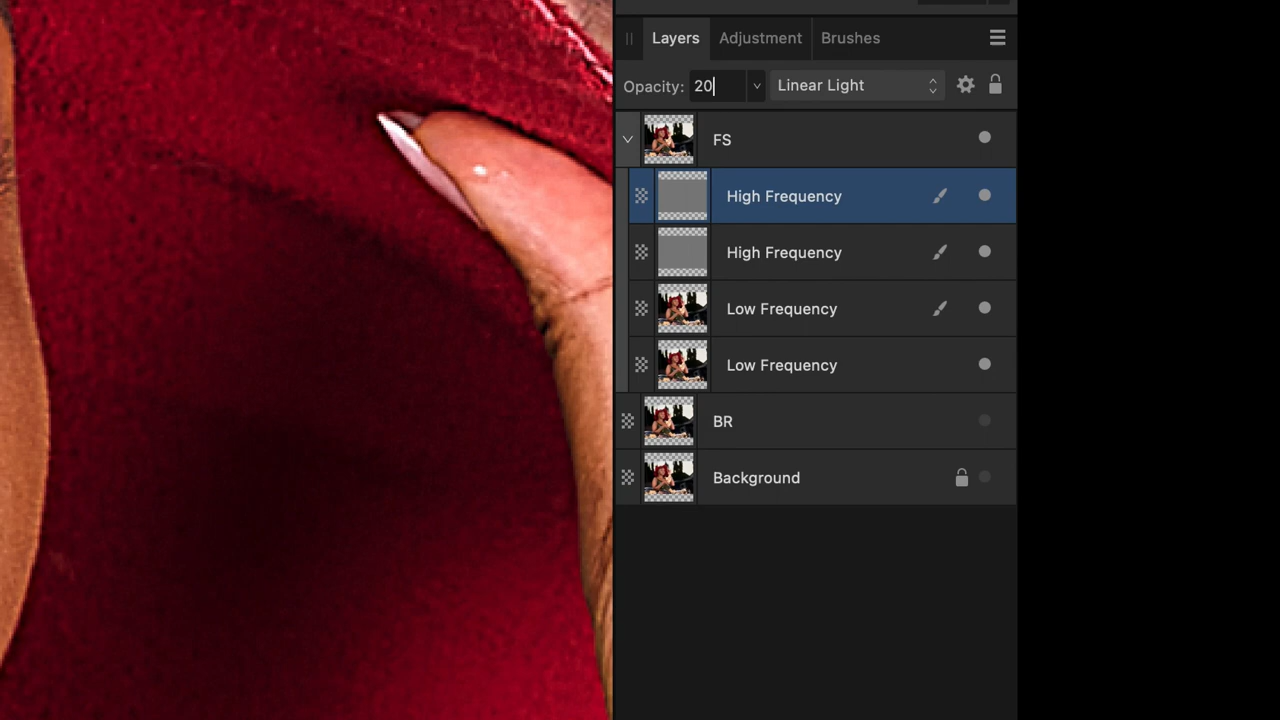 Layers Adjustment Brushes
Opacity: 20 Linear Light
FS
High Frequency
High Frequency
Low Frequency
Low Frequency
BR
Background